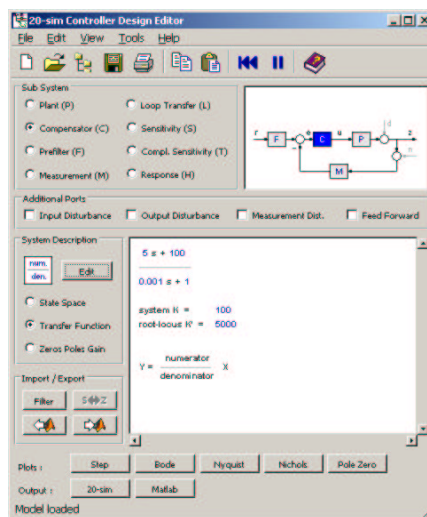 20-sim Controller Design Editor
File Edit View Tools Help
Sub System
Plant (P)
Loop Transfer (L)
Compensator (C)
Sensitivity (S)
Prefilter (F)
Compl. Sensitivity (T)
Measurement (M)
Response (H)
r F e C u P d z
M n
Additional Ports
Input Disturbance Output Disturbance Measurement Dist. Feed Forward
System Description
num.
den.
Edit
State Space
Transfer Function
Zeros Poles Gain
5 s + 100
0.001 s + 1
system K = 100
root-locus K' = 5000
numerator
Y = X
denominator
Import / Export
Filter S⇔Z
Plots : Step Bode Nyquist Nichols Pole Zero
Output : 20-sim Matlab
Model loaded